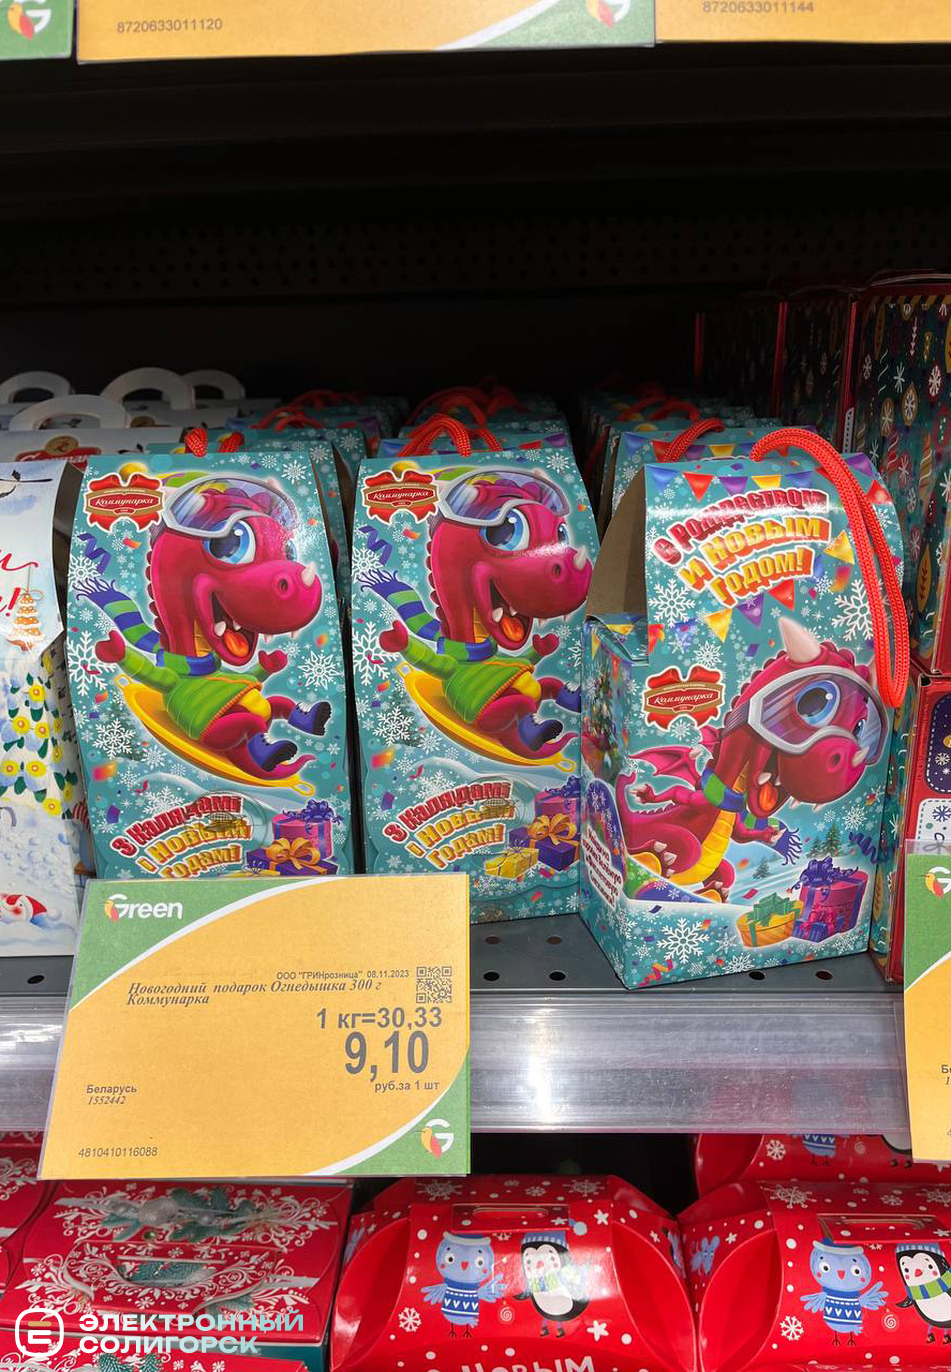 8720633011120
8720633011144
Коммунарка
Коммунарка
С РОЖДЕСТВОМ
И НОВЫМ
ГОДОМ!
Коммунарка
З Калядамі
і Новым
Годам!
З Калядамі
і Новым
Годам!
Green
ООО "ГРИНрозница" 08.11.2023
Новогодний подарок Огнедышка 300 г
Коммунарка
1 кг=30,33
9,10
руб.за 1 шт
Беларусь
1552442
4810410116088
НОВЫМ
ЭЛЕКТРОННЫЙ
СОЛИГОРСК